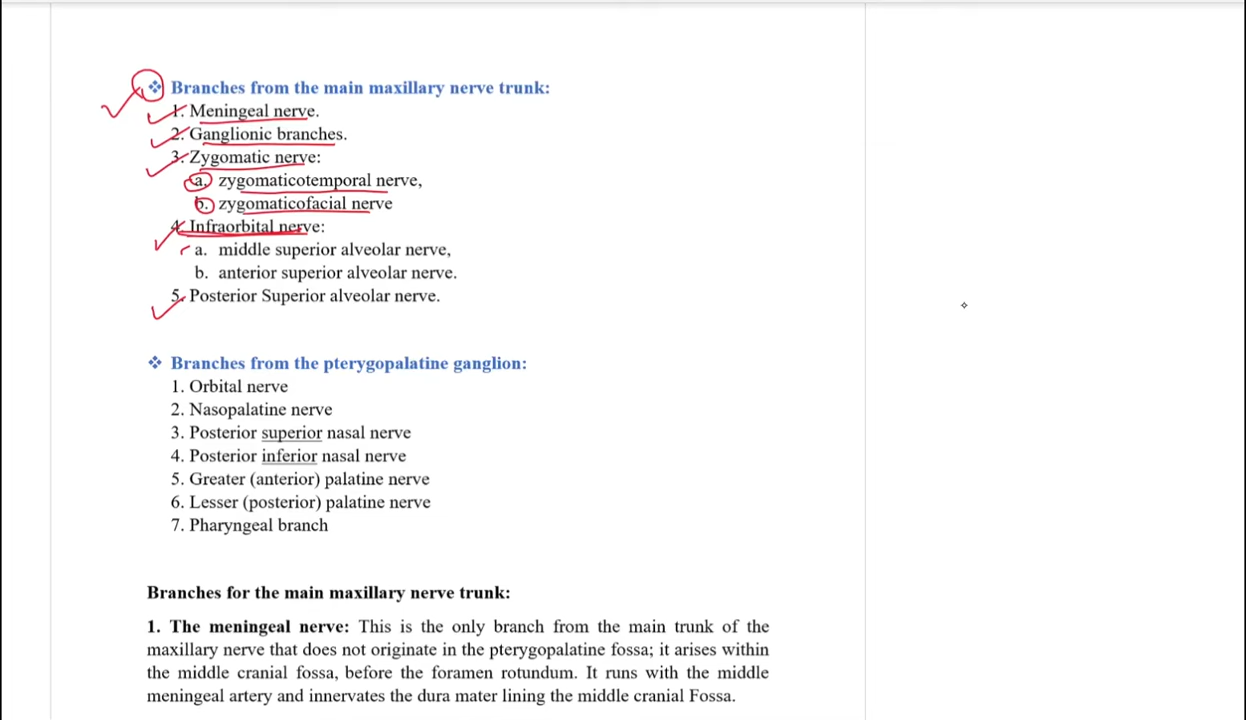 ❖ Branches from the main maxillary nerve trunk:
1. Meningeal nerve.
2. Ganglionic branches.
3. Zygomatic nerve:
a. zygomaticotemporal nerve,
b. zygomaticofacial nerve
4. Infraorbital nerve:
a. middle superior alveolar nerve,
b. anterior superior alveolar nerve.
5. Posterior Superior alveolar nerve.
❖ Branches from the pterygopalatine ganglion:
1. Orbital nerve
2. Nasopalatine nerve
3. Posterior superior nasal nerve
4. Posterior inferior nasal nerve
5. Greater (anterior) palatine nerve
6. Lesser (posterior) palatine nerve
7. Pharyngeal branch
Branches for the main maxillary nerve trunk:
1. The meningeal nerve: This is the only branch from the main trunk of the
maxillary nerve that does not originate in the pterygopalatine fossa; it arises within
the middle cranial fossa, before the foramen rotundum. It runs with the middle
meningeal artery and innervates the dura mater lining the middle cranial Fossa.